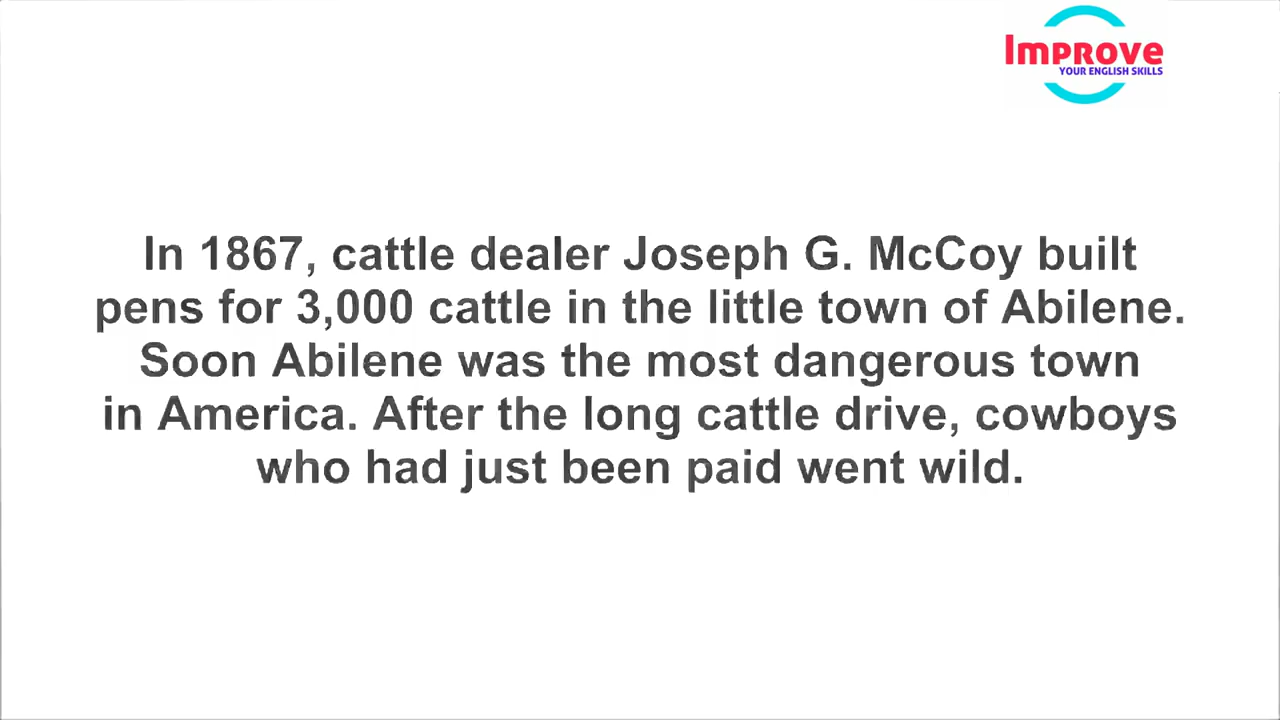 Improve
YOUR ENGLISH SKILLS
In 1867, cattle dealer Joseph G. McCoy built
pens for 3,000 cattle in the little town of Abilene.
Soon Abilene was the most dangerous town
in America. After the long cattle drive, cowboys
who had just been paid went wild.